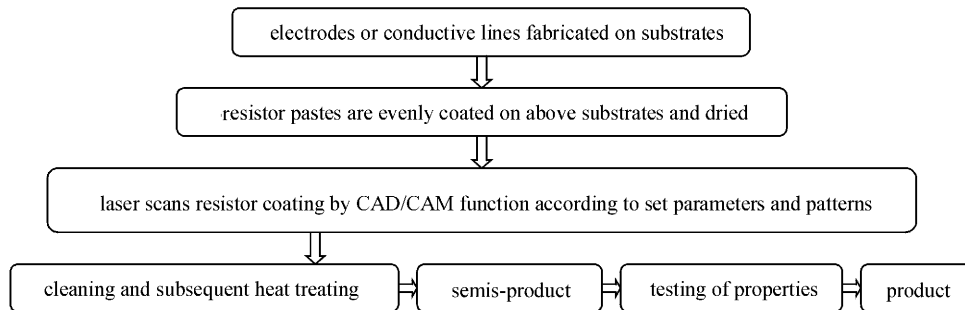 electrodes or conductive lines fabricated on substrates
resistor pastes are evenly coated on above substrates and dried
laser scans resistor coating by CAD/CAM function according to set parameters and patterns
cleaning and subsequent heat treating
semis-product
testing of properties
product